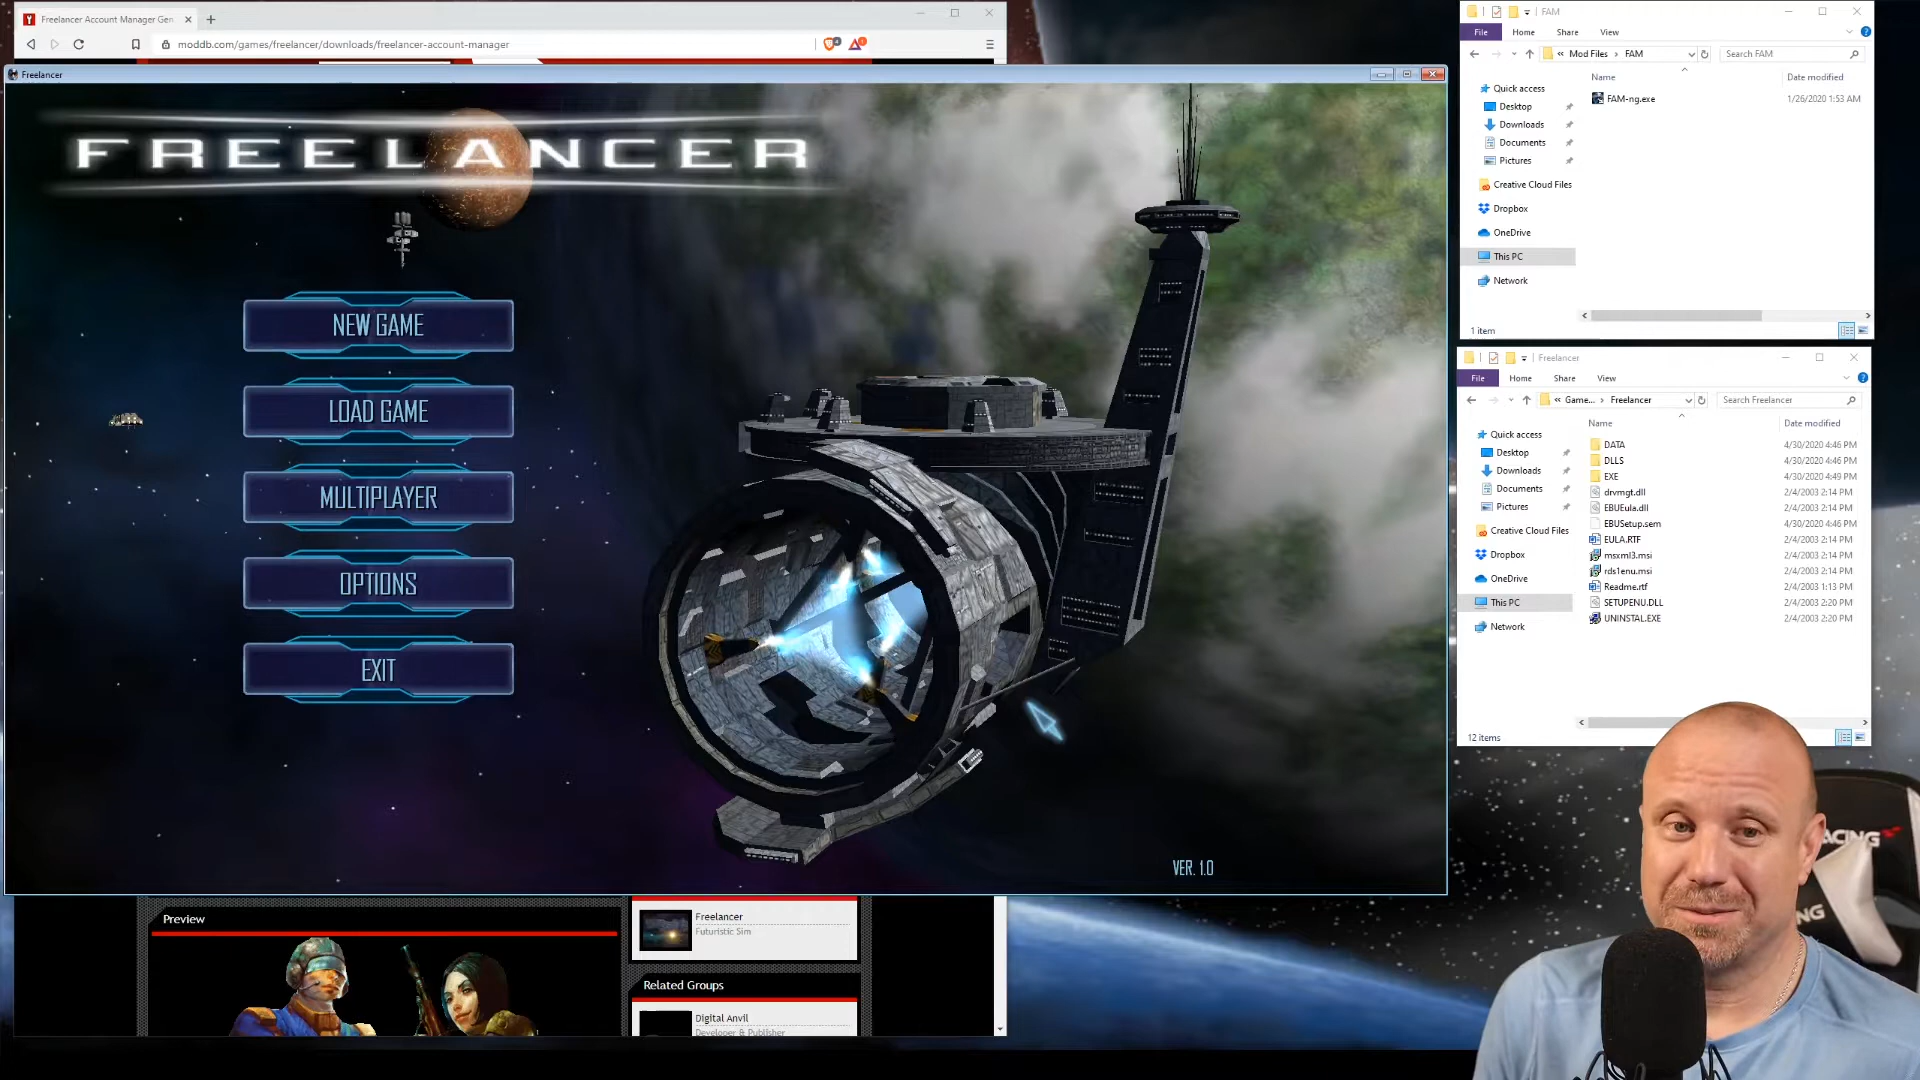 Freelancer Account Manager Gen
moddb.com/games/freelancer/downloads/freelancer-account-manager
Freelancer
FREELANCER
NEW GAME
LOAD GAME
MULTIPLAYER
OPTIONS
EXIT
VER. 1.0
Preview
Freelancer
Futuristic Sim
Related Groups
Digital Anvil
Developer & Publisher
FAM
File
Home
Share
View
« Mod Files › FAM
Search FAM
Name
Date modified
Quick access
Desktop
Downloads
Documents
Pictures
Creative Cloud Files
Dropbox
OneDrive
This PC
Network
FAM-ng.exe 1/26/2020 1:53 AM
1 item
Freelancer
File
Home
Share
View
« Game... › Freelancer
Search Freelancer
Name
Date modified
Quick access
Desktop
Downloads
Documents
Pictures
Creative Cloud Files
Dropbox
OneDrive
This PC
Network
DATA 4/30/2020 4:46 PM
DLLS 4/30/2020 4:46 PM
EXE 4/30/2020 4:49 PM
drvmgt.dll 2/4/2003 2:14 PM
EBUEula.dll 2/4/2003 2:14 PM
EBUSetup.sem 4/30/2020 4:46 PM
EULA.RTF 2/4/2003 2:14 PM
msxml3.msi 2/4/2003 2:14 PM
rds1enu.msi 2/4/2003 2:14 PM
Readme.rtf 2/4/2003 1:13 PM
SETUPENU.DLL 2/4/2003 2:20 PM
UNINSTAL.EXE 2/4/2003 2:20 PM
12 items